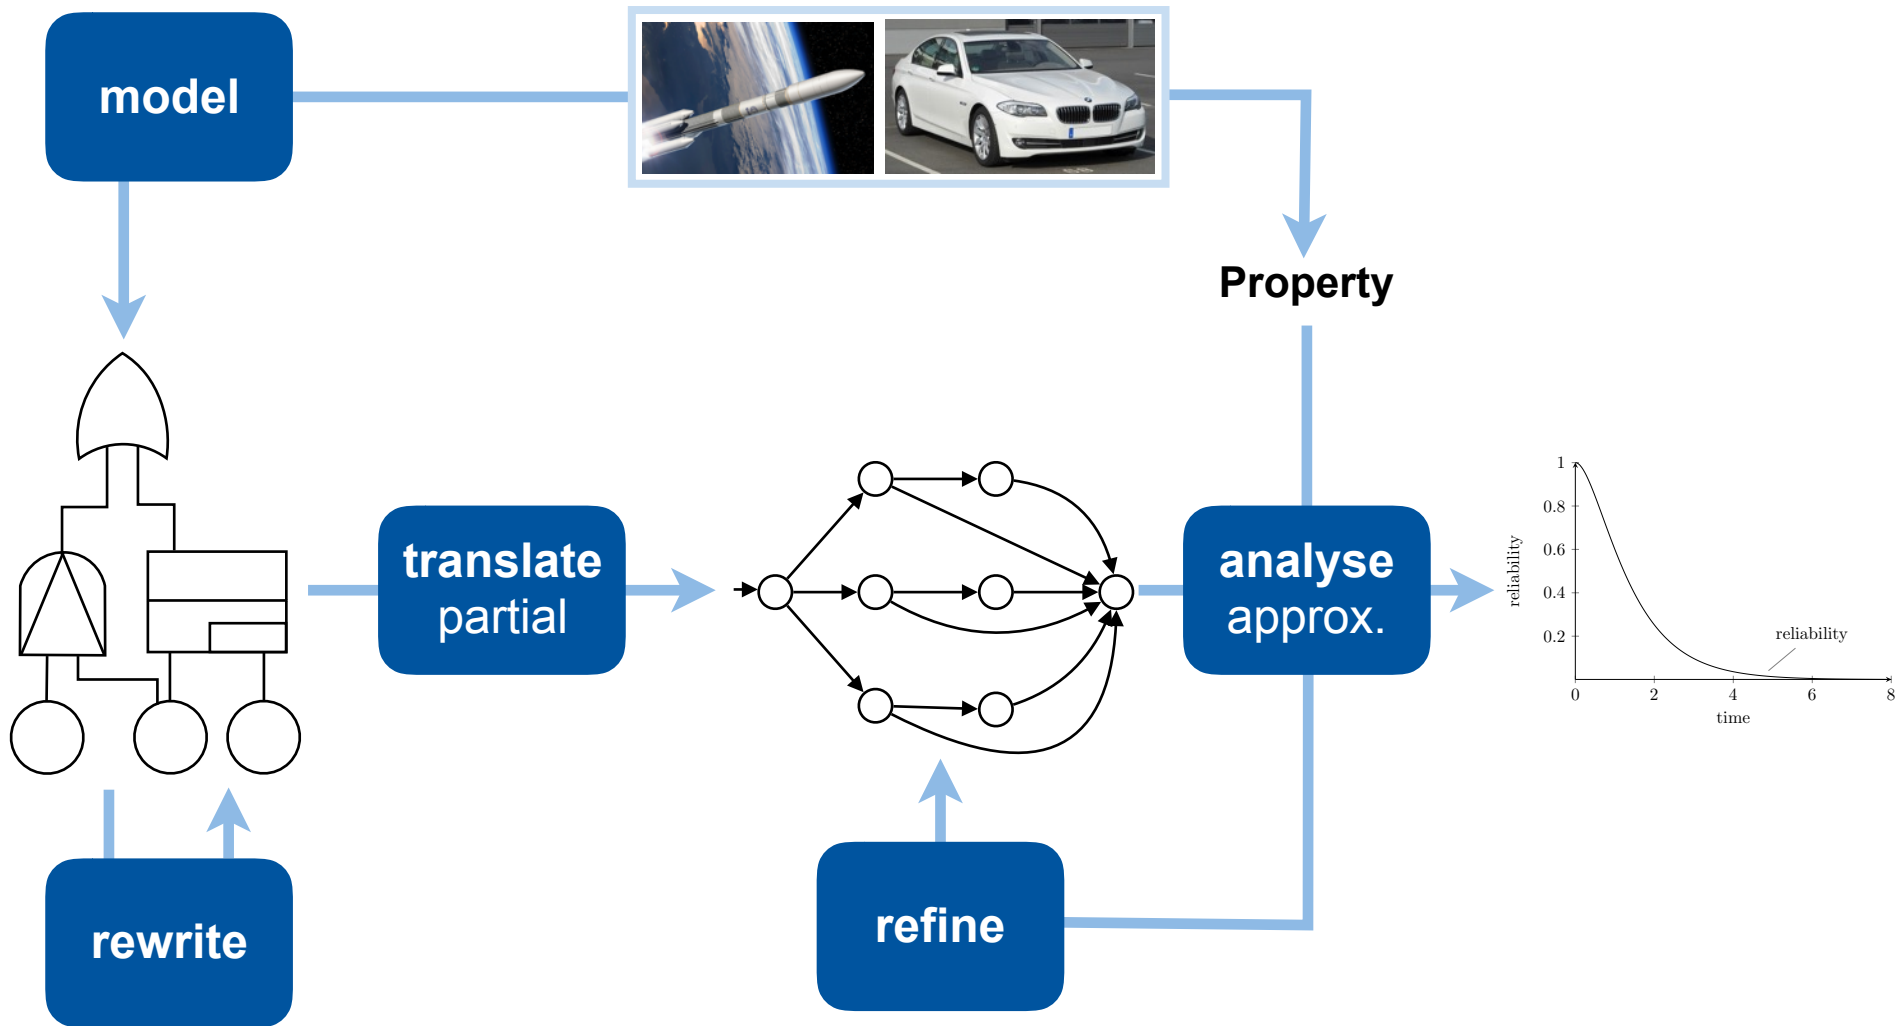 model
Property
translate
partial
analyse
approx.
1
0.8
0.6
0.4
0.2
reliability
reliability
0
2
4
6
8
time
rewrite
refine